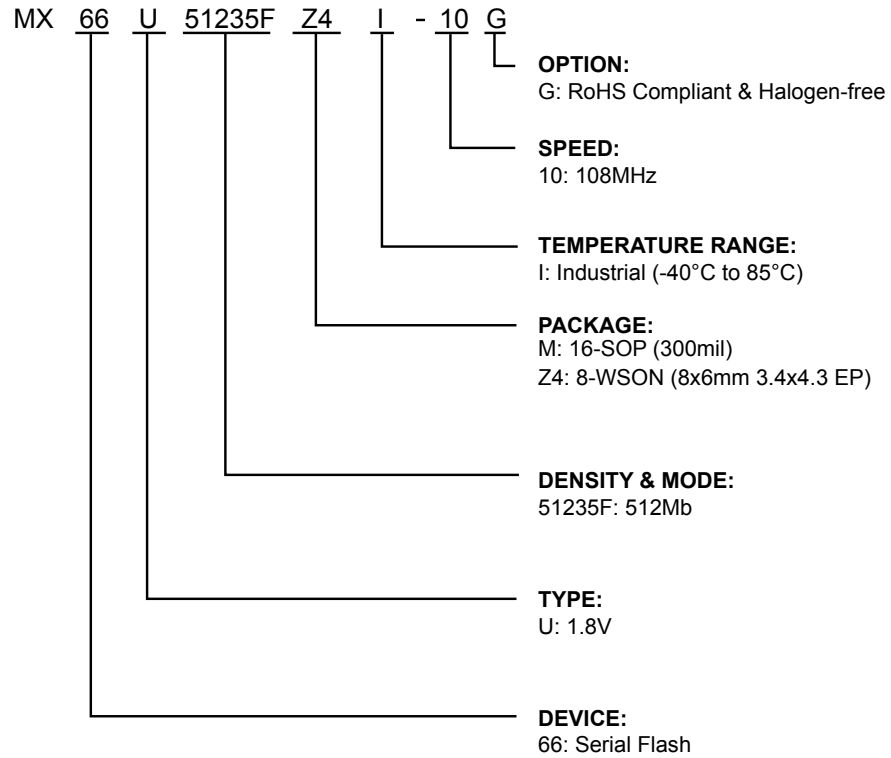 MX 66 U 51235F Z4 I - 10 G
OPTION:
G: RoHS Compliant & Halogen-free
SPEED:
10: 108MHz
TEMPERATURE RANGE:
I: Industrial (-40°C to 85°C)
PACKAGE:
M: 16-SOP (300mil)
Z4: 8-WSON (8x6mm 3.4x4.3 EP)
DENSITY & MODE:
51235F: 512Mb
TYPE:
U: 1.8V
DEVICE:
66: Serial Flash